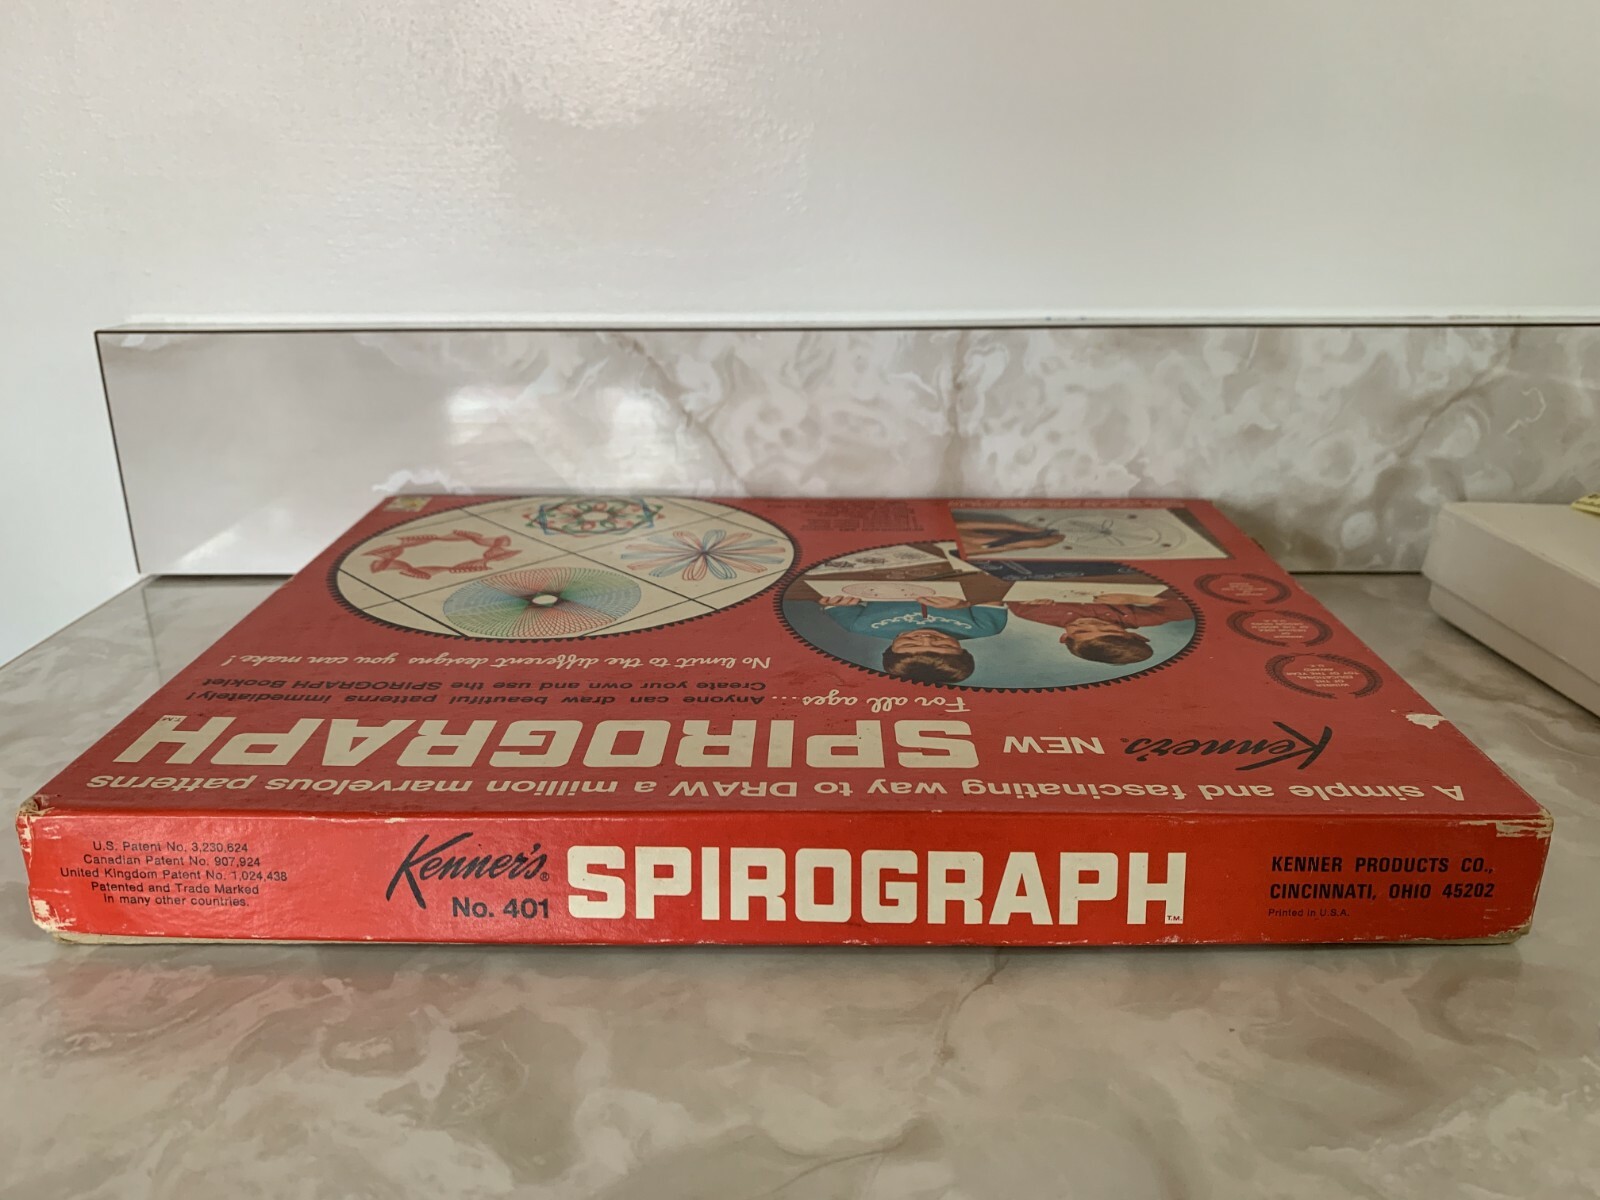 A simple and fascinating way to DRAW a million marvelous patterns
Kenner's® NEW SPIROGRAPH™
For all ages...
Anyone can draw beautiful patterns immediately!
Create your own and use the SPIROGRAPH Booklet
No limit to the different designs you can make!
U.S. Patent No. 3,230,624
Canadian Patent No. 907,924
United Kingdom Patent No. 1,024,438
Patented and Trade Marked
In many other countries.
Kenner's®
No. 401
SPIROGRAPH T.M.
KENNER PRODUCTS CO.,
CINCINNATI, OHIO 45202
Printed in U.S.A.